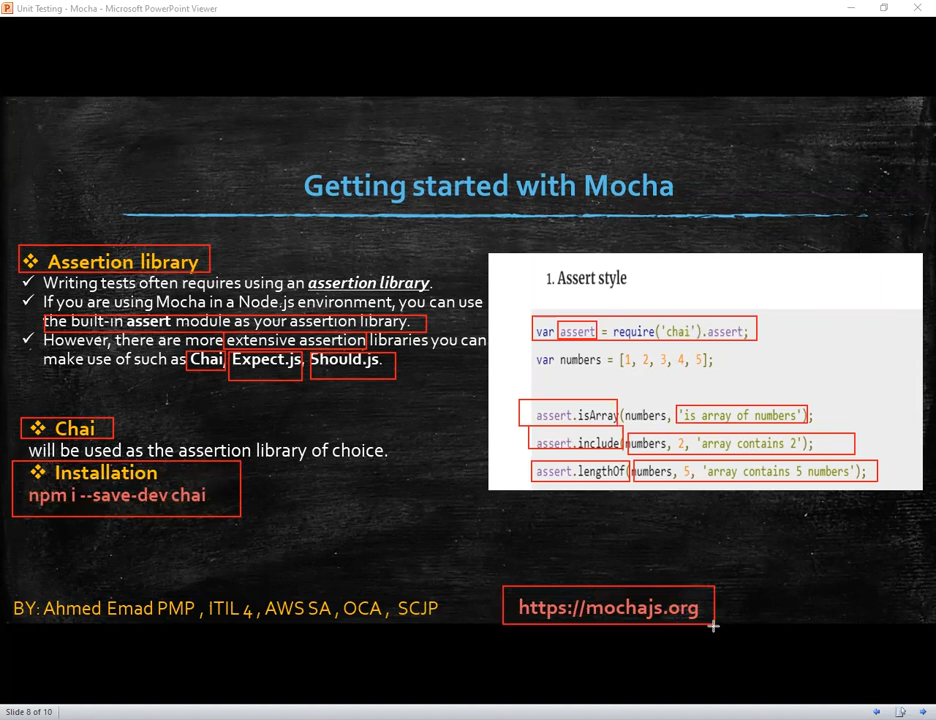 Unit Testing - Mocha - Microsoft PowerPoint Viewer
Getting started with Mocha
❖ Assertion library
✓ Writing tests often requires using an assertion library.
✓ If you are using Mocha in a Node.js environment, you can use
the built-in assert module as your assertion library.
✓ However, there are more extensive assertion libraries you can
make use of such as Chai, Expect.js, Should.js.
❖ Chai
will be used as the assertion library of choice.
❖ Installation
npm i --save-dev chai
1. Assert style
var assert = require('chai').assert;
var numbers = [1, 2, 3, 4, 5];
assert.isArray(numbers, 'is array of numbers');
assert.include(numbers, 2, 'array contains 2');
assert.lengthOf(numbers, 5, 'array contains 5 numbers');
BY: Ahmed Emad PMP , ITIL 4 , AWS SA , OCA , SCJP
https://mochajs.org
Slide 8 of 10